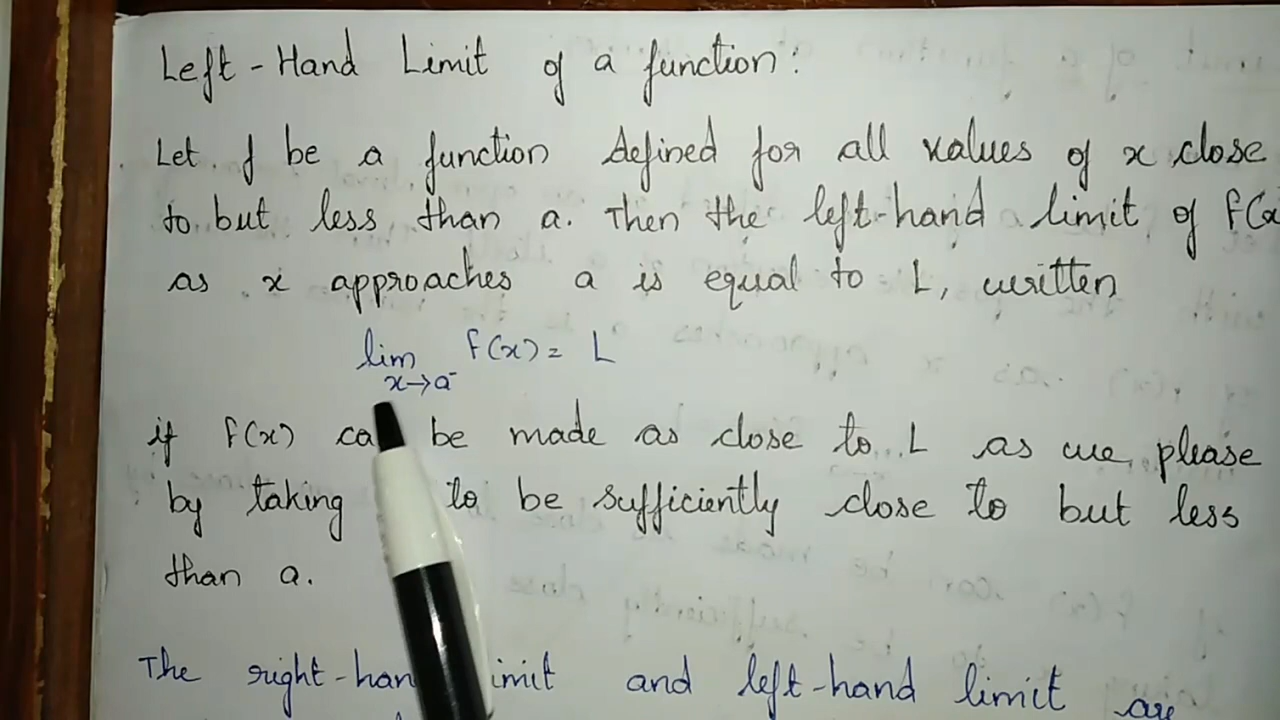 Left-Hand Limit of a function:
Let f be a function defined for all values of x close
to but less than a. Then the left-hand limit of f(x
as x approaches a is equal to L, written
lim f(x) = L
x→a⁻
if f(x) ca be made as close to L as we please
by taking to be sufficiently close to but less
than a.
The right-han imit and left-hand limit are